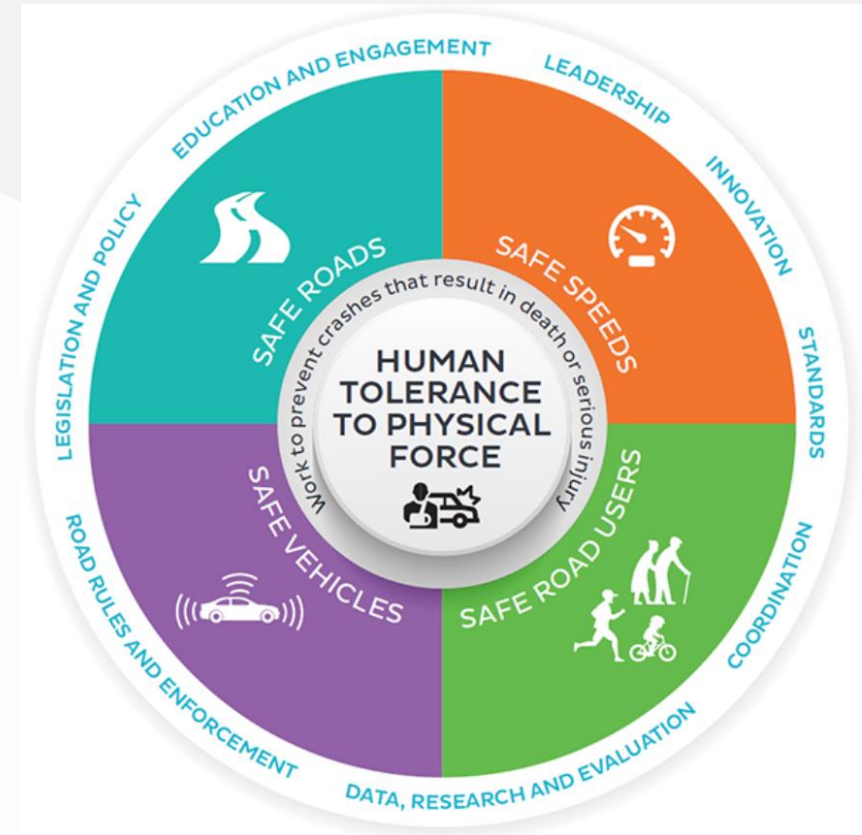 EDUCATION AND ENGAGEMENT
LEADERSHIP
INNOVATION
STANDARDS
COORDINATION
DATA, RESEARCH AND EVALUATION
ROAD RULES AND ENFORCEMENT
LEGISLATION AND POLICY
SAFE ROADS
SAFE SPEEDS
SAFE ROAD USERS
SAFE VEHICLES
Work to prevent crashes that result in death or serious injury
HUMAN
TOLERANCE
TO PHYSICAL
FORCE